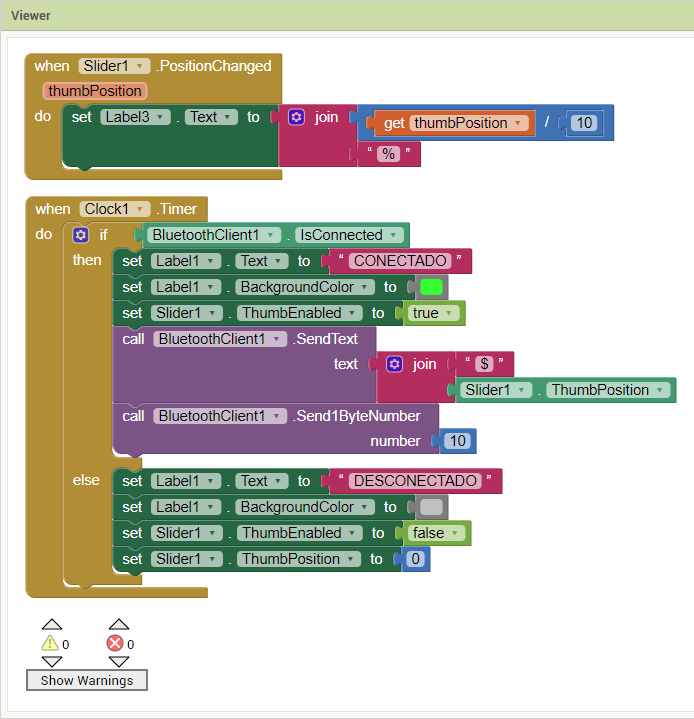 Viewer
when Slider1 .PositionChanged
thumbPosition
do set Label3 . Text to join get thumbPosition / 10
“ % ”
when Clock1 .Timer
do if BluetoothClient1 . IsConnected
then set Label1 . Text to “ CONECTADO ”
set Label1 . BackgroundColor to
set Slider1 . ThumbEnabled to true
call BluetoothClient1 .SendText
text join “ $ ”
Slider1 . ThumbPosition
call BluetoothClient1 .Send1ByteNumber
number 10
else set Label1 . Text to “ DESCONECTADO ”
set Label1 . BackgroundColor to
set Slider1 . ThumbEnabled to false
set Slider1 . ThumbPosition to 0
0 0
Show Warnings